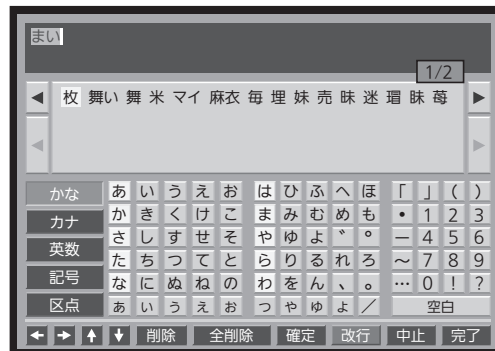 まい
1/2
◀ 枚 舞い 舞 米 マイ 麻衣 毎 埋 妹 売 昧 迷 瑁 眛 苺 ▶
◀ ▶
かな あ い う え お は ひ ふ へ ほ 「 」 ( )
カナ か き く け こ ま み む め も • 1 2 3
英数 さ し す せ そ や ゆ よ ゛ ゜ — 4 5 6
た ち つ て と ら り る れ ろ ~ 7 8 9
記号 な に ぬ ね の わ を ん 、 。 … 0 ! ?
区点 ぁ ぃ ぅ ぇ ぉ っ ゃ ゅ ょ / 空白
← → ↑ ↓ 削除 全削除 確定 改行 中止 完了